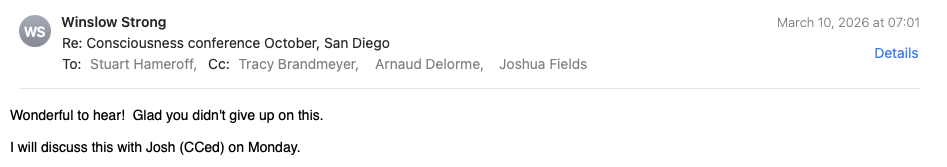 WS
Winslow Strong
March 10, 2026 at 07:01
Re: Consciousness conference October, San Diego
Details
To: Stuart Hameroff, Cc: Tracy Brandmeyer, Arnaud Delorme, Joshua Fields
Wonderful to hear!  Glad you didn't give up on this.
I will discuss this with Josh (CCed) on Monday.